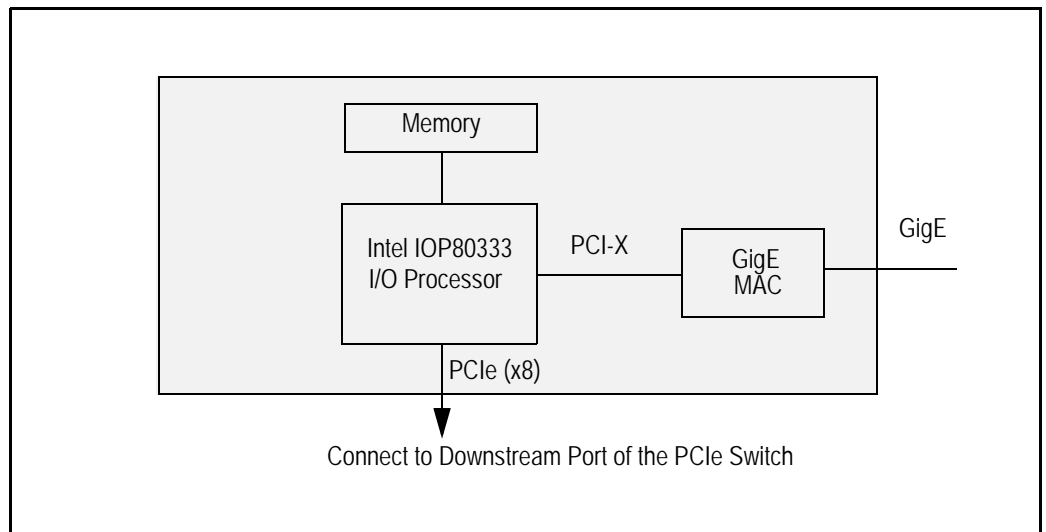 Memory
Intel IOP80333
I/O Processor
PCI-X
GigE
MAC
GigE
PCIe (x8)
Connect to Downstream Port of the PCIe Switch